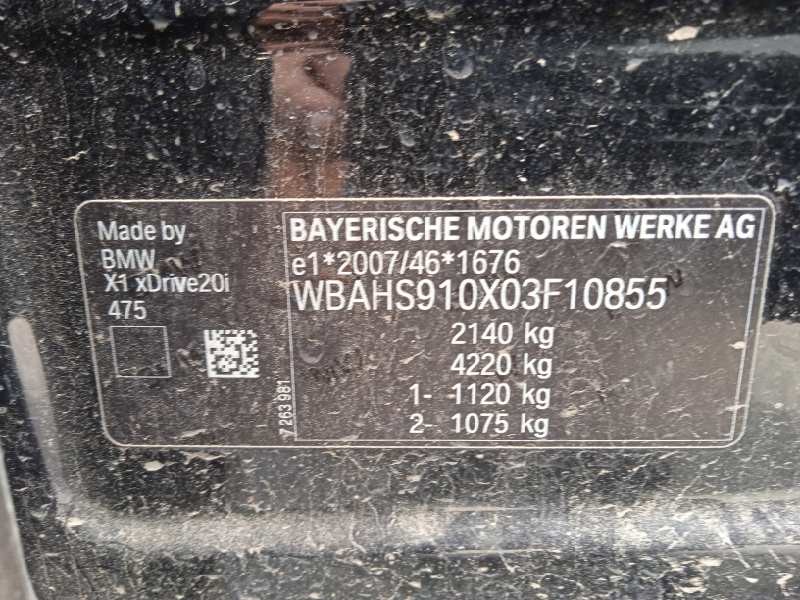 Made by
BMW
X1 xDrive20i
475
BAYERISCHE MOTOREN WERKE AG
e1*2007/46*1676
WBAHS910X03F10855
2140 kg
4220 kg
1- 1120 kg
2- 1075 kg
7 263 981